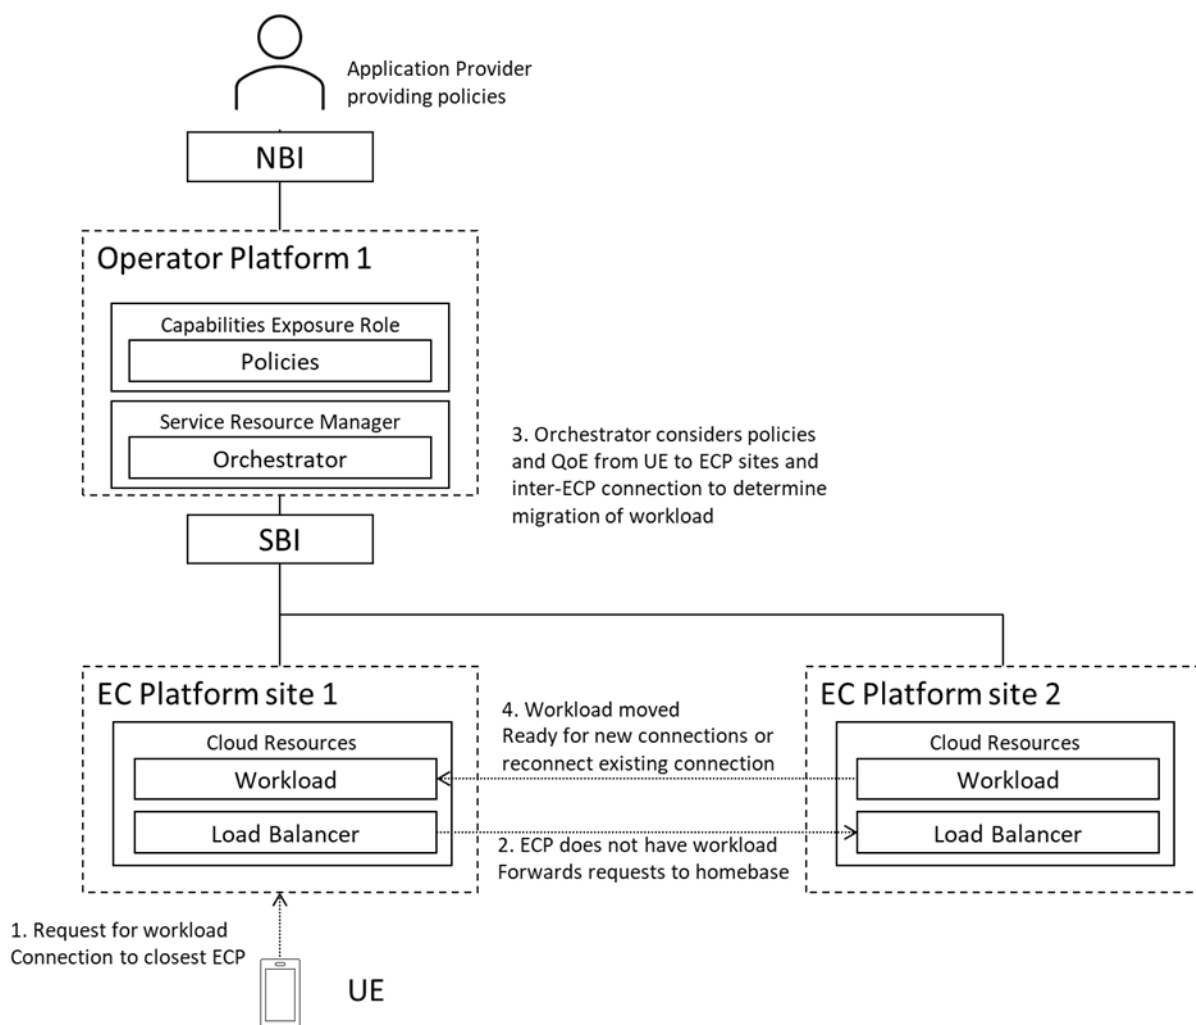 Application Provider
providing policies
NBI
Operator Platform 1
Capabilities Exposure Role
Policies
Service Resource Manager
Orchestrator
3. Orchestrator considers policies
and QoE from UE to ECP sites and
inter-ECP connection to determine
migration of workload
SBI
EC Platform site 1
Cloud Resources
Workload
Load Balancer
4. Workload moved
Ready for new connections or
reconnect existing connection
2. ECP does not have workload
Forwards requests to homebase
EC Platform site 2
Cloud Resources
Workload
Load Balancer
1. Request for workload
Connection to closest ECP
UE